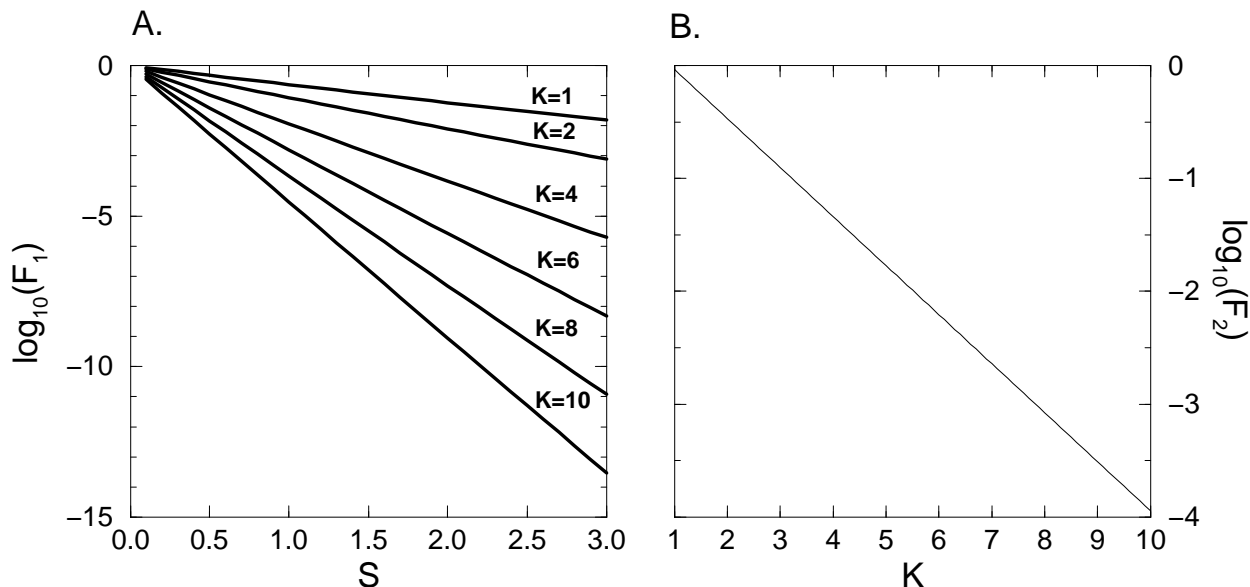 A.
B.
0
−5
−10
−15
log10(F1)
K=1
K=2
K=4
K=6
K=8
K=10
0.0 0.5 1.0 1.5 2.0 2.5 3.0
S
0
−1
−2
−3
−4
log10(F2)
1 2 3 4 5 6 7 8 9 10
K